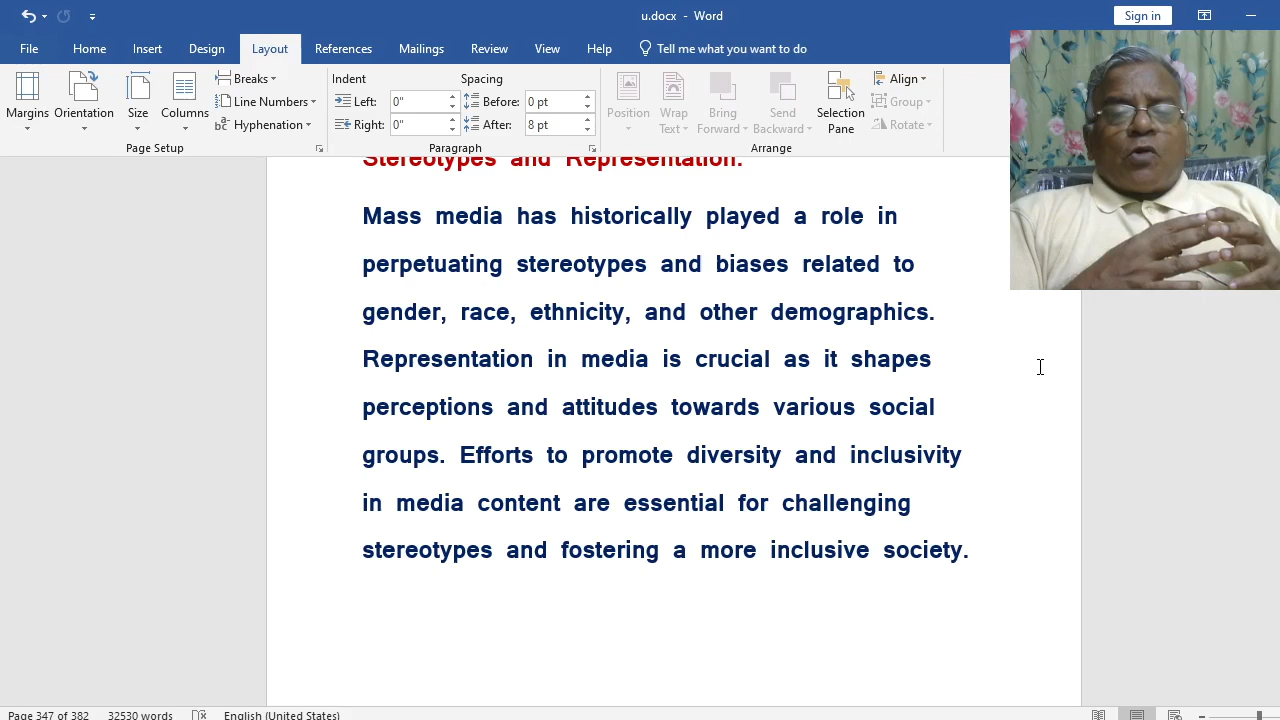 u.docx - Word
Sign in
File Home Insert Design Layout References Mailings Review View Help Tell me what you want to do
Margins Orientation Size Columns
Breaks
Line Numbers
Hyphenation
Page Setup
Indent Spacing
Left: 0" Before: 0 pt
Right: 0" After: 8 pt
Paragraph
Position Wrap Text Bring Forward Send Backward Selection Pane
Align
Group
Rotate
Arrange
Stereotypes and Representation:
Mass media has historically played a role in
perpetuating stereotypes and biases related to
gender, race, ethnicity, and other demographics.
Representation in media is crucial as it shapes
perceptions and attitudes towards various social
groups. Efforts to promote diversity and inclusivity
in media content are essential for challenging
stereotypes and fostering a more inclusive society.
Page 347 of 382 32530 words English (United States)